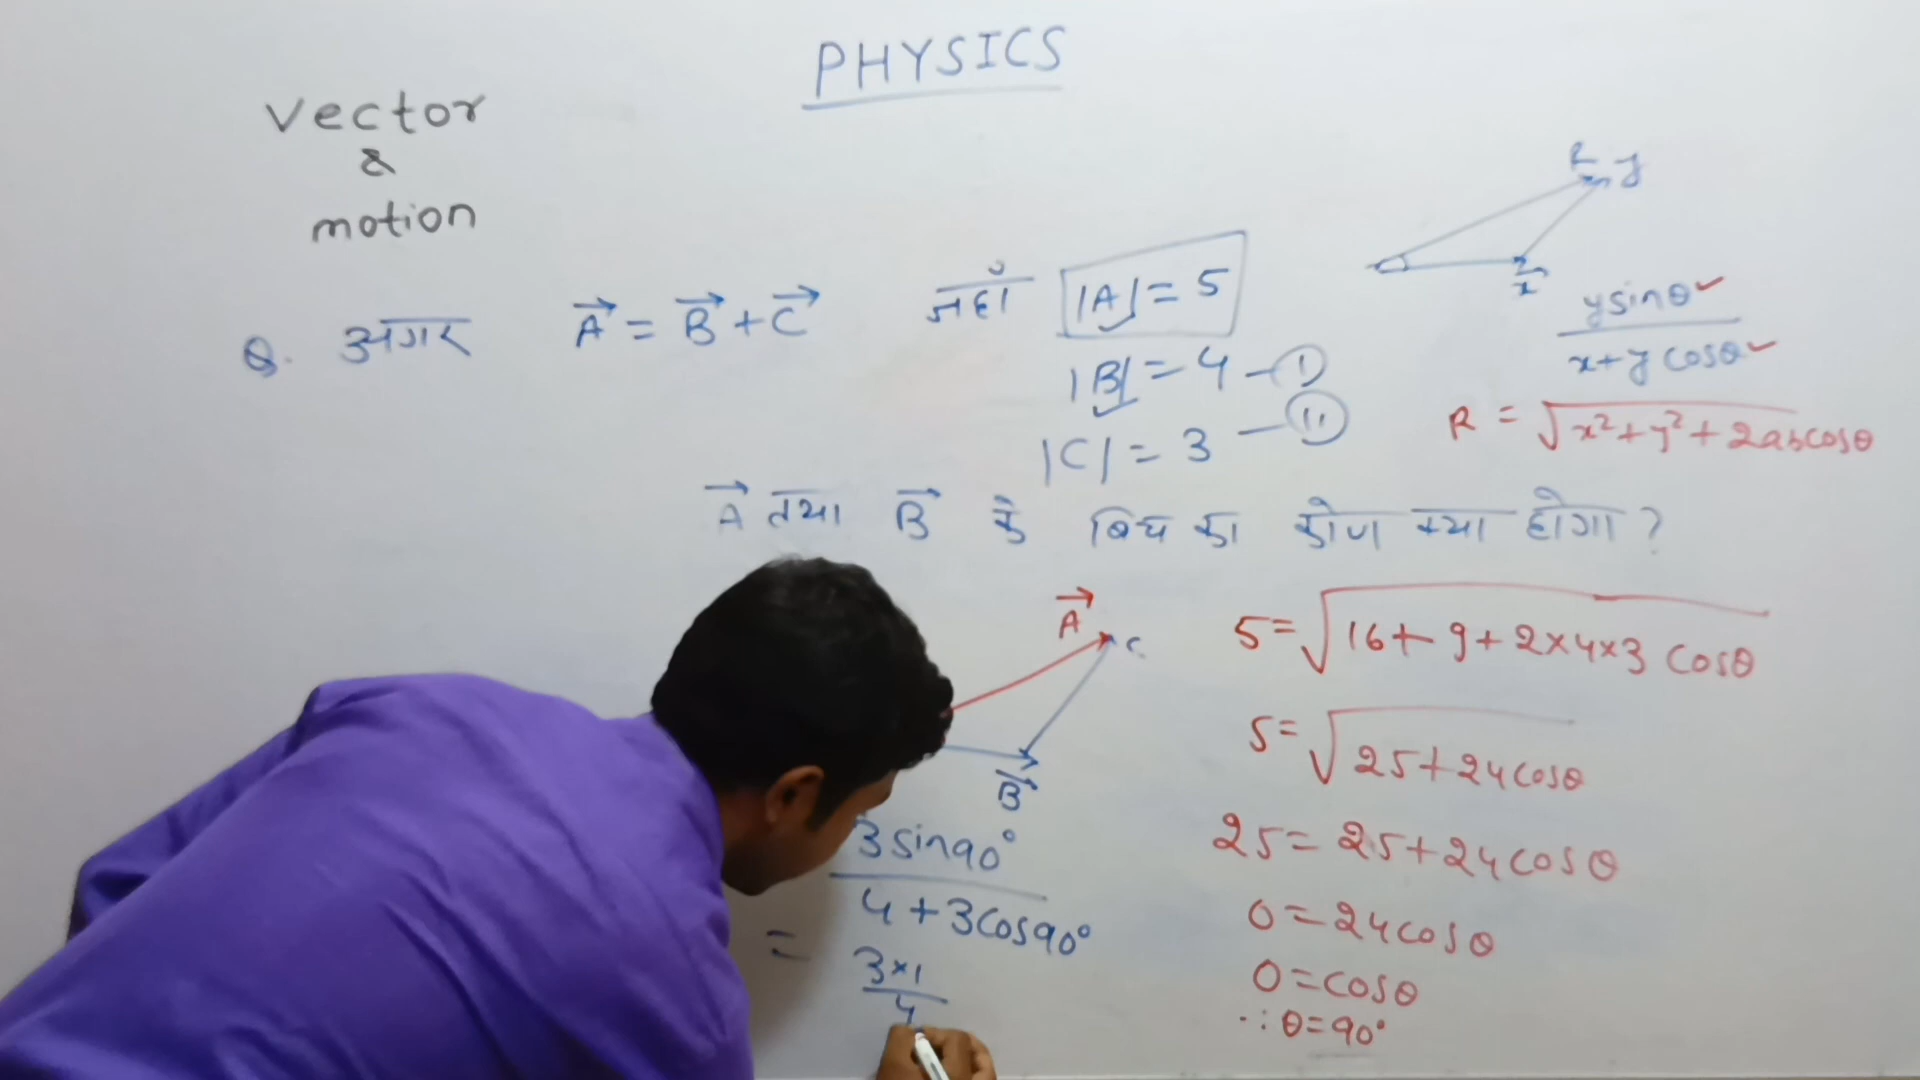 PHYSICS
Vector
&
motion
R y
x
y sinθ
x + y cosθ
R = √x²+y²+2abcosθ
Q. अगर A = B + C जहाँ |A| = 5
|B| = 4 – (I)
|C| = 3 – (II)
A तथा B के बिच का कोण क्या होगा ?
A
C
B
3 sin90°
4 + 3cos90°
=
3×1
4
5 = √16 + 9 + 2×4×3 cosθ
5 = √25+24cosθ
25 = 25+24cosθ
0 = 24cosθ
0 = cosθ
∴ θ = 90°